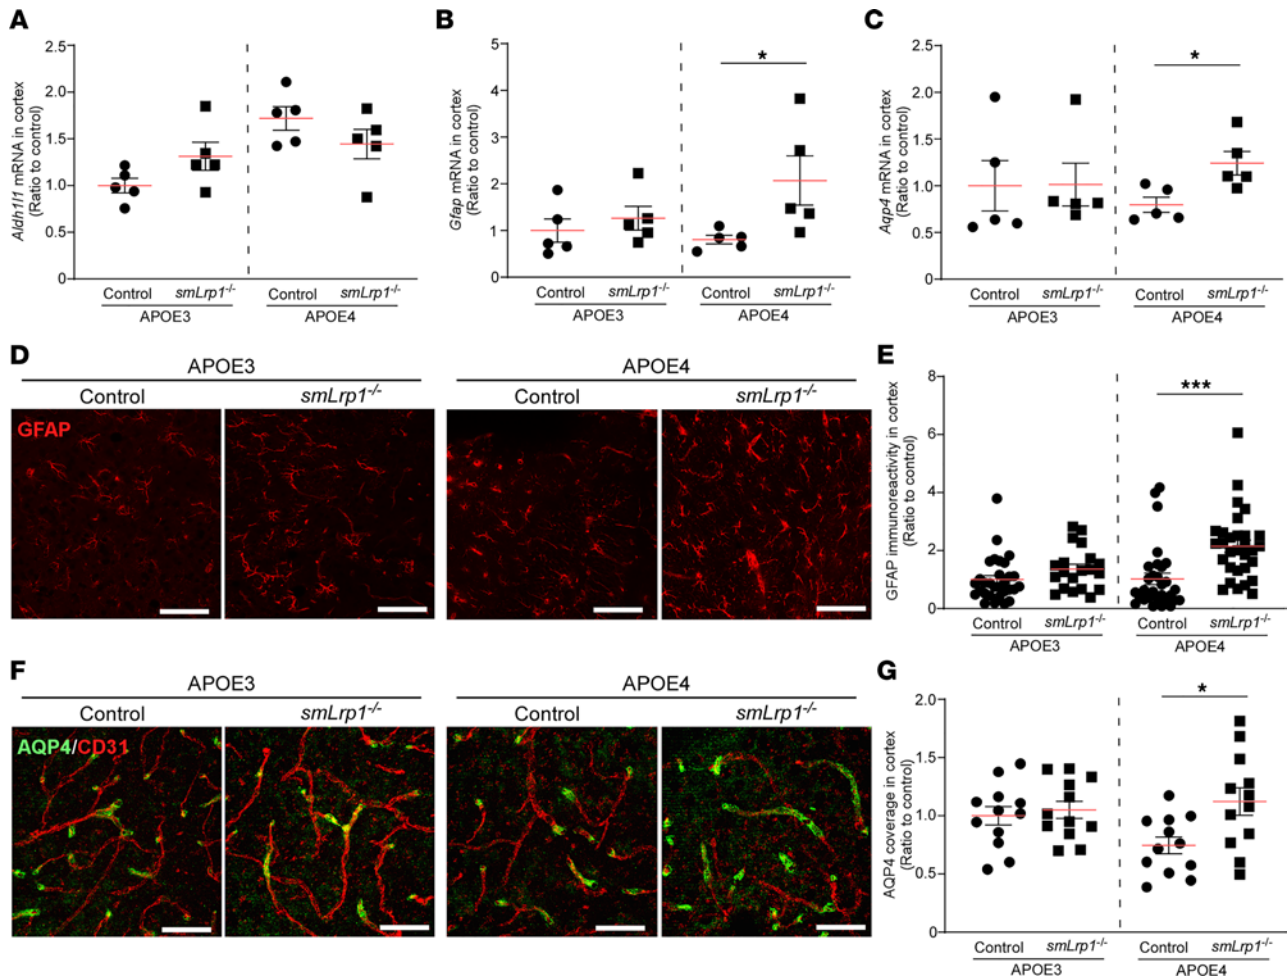 A
Aldh1l1 mRNA in cortex
(Ratio to control)
2.5
2.0
1.5
1.0
0.5
0
Control smLrp1-/- Control smLrp1-/-
APOE3 APOE4
B
Gfap mRNA in cortex
(Ratio to control)
5
4
3
2
1
0
*
Control smLrp1-/- Control smLrp1-/-
APOE3 APOE4
C
Aqp4 mRNA in cortex
(Ratio to control)
2.5
2.0
1.5
1.0
0.5
0
*
Control smLrp1-/- Control smLrp1-/-
APOE3 APOE4
D
APOE3 APOE4
Control smLrp1-/- Control smLrp1-/-
GFAP
E
GFAP immunoreactivity in cortex
(Ratio to control)
8
6
4
2
0
***
Control smLrp1-/- Control smLrp1-/-
APOE3 APOE4
F
APOE3 APOE4
Control smLrp1-/- Control smLrp1-/-
AQP4/CD31
G
AQP4 coverage in cortex
(Ratio to control)
2.0
1.5
1.0
0.5
0
*
Control smLrp1-/- Control smLrp1-/-
APOE3 APOE4